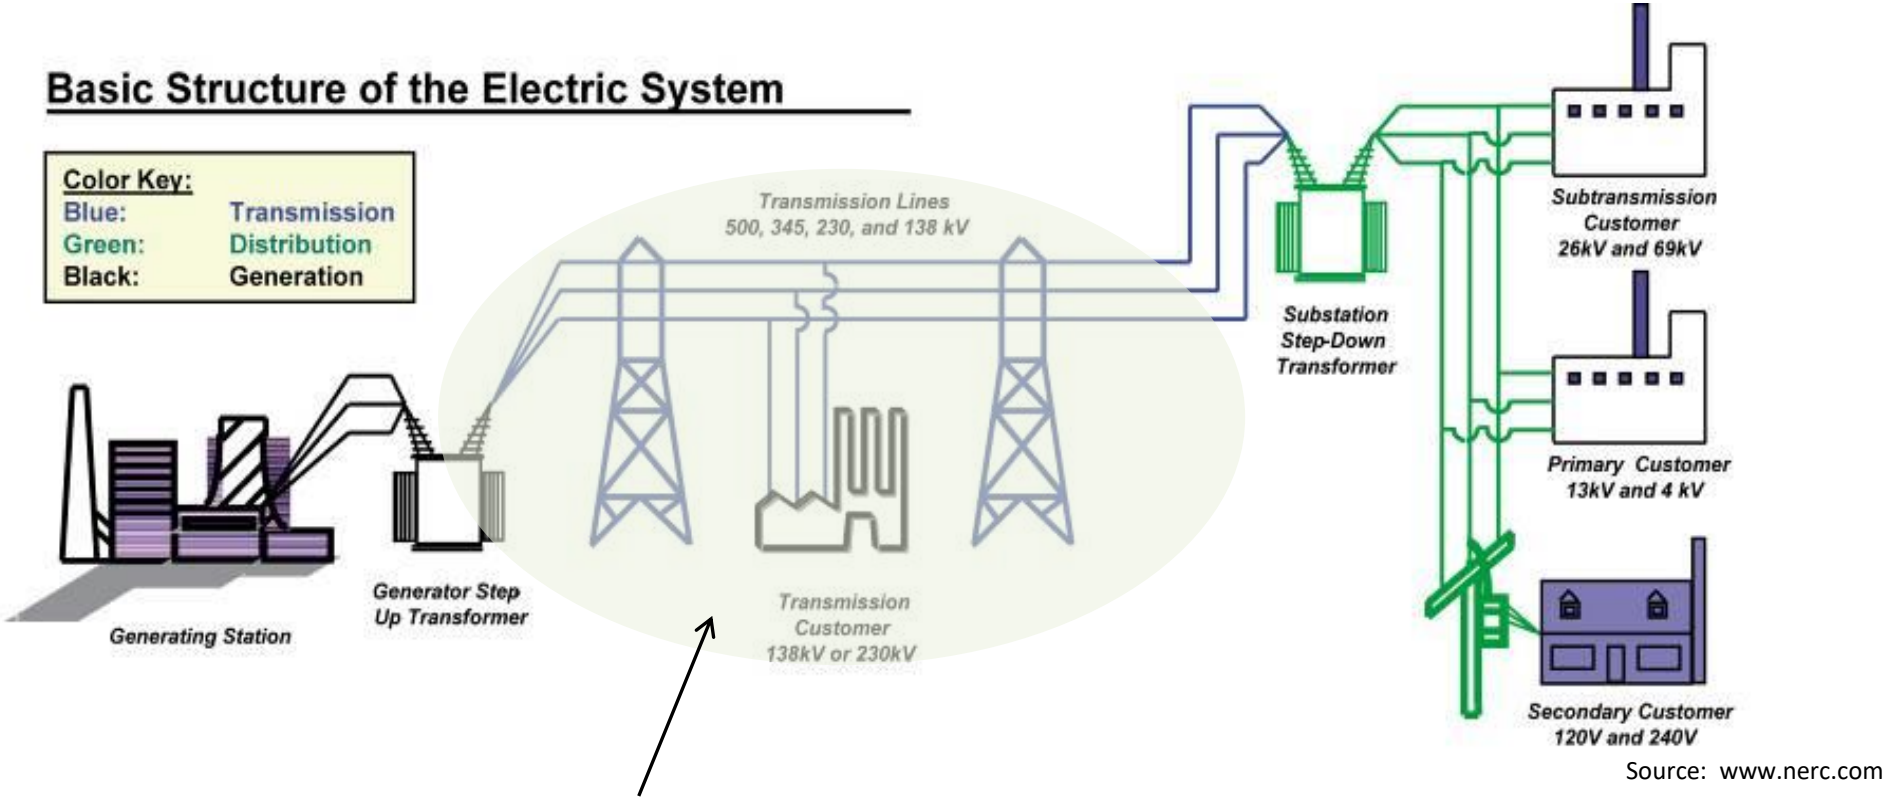 Basic Structure of the Electric System
Color Key:
Blue: Transmission
Green: Distribution
Black: Generation
Transmission Lines
500, 345, 230, and 138 kV
Subtransmission
Customer
26kV and 69kV
Substation
Step-Down
Transformer
Primary Customer
13kV and 4 kV
Generator Step
Up Transformer
Generating Station
Transmission
Customer
138kV or 230kV
Secondary Customer
120V and 240V
Source: www.nerc.com